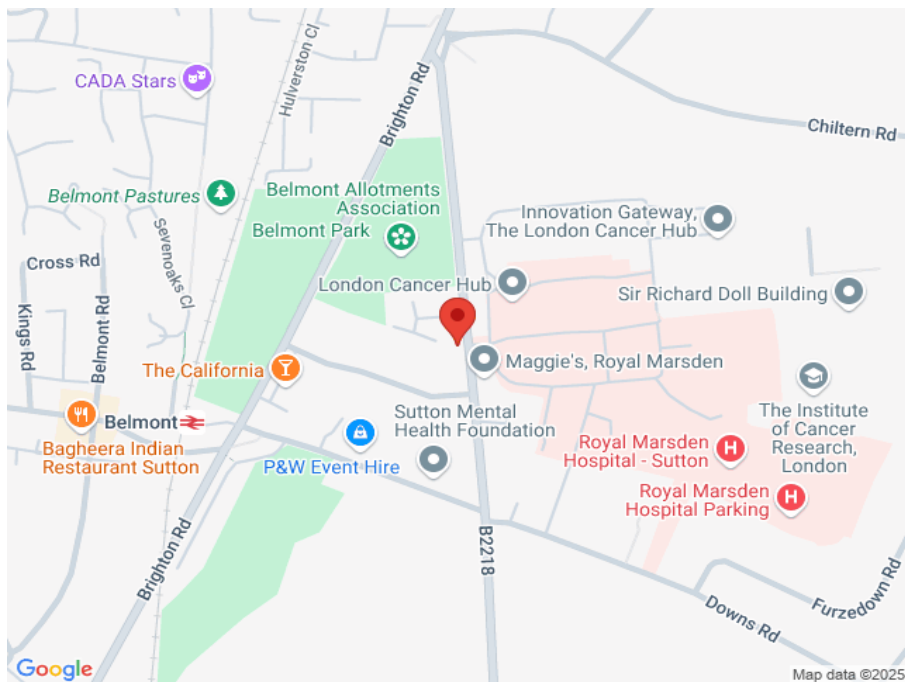 Hulverston Cl
Brighton Rd
CADA Stars
Chiltern Rd
Belmont Pastures
Belmont Allotments
Association
Belmont Park
Innovation Gateway,
The London Cancer Hub
Sevenoaks Cl
Cross Rd
London Cancer Hub
Sir Richard Doll Building
Kings Rd
Belmont Rd
The California
Maggie's, Royal Marsden
Belmont
Sutton Mental
Health Foundation
The Institute
of Cancer
Research,
London
Bagheera Indian
Restaurant Sutton
P&W Event Hire
Royal Marsden
Hospital - Sutton
H
Royal Marsden
Hospital Parking
H
Brighton Rd
B2218
Downs Rd
Furzedown Rd
Google
Map data ©2025